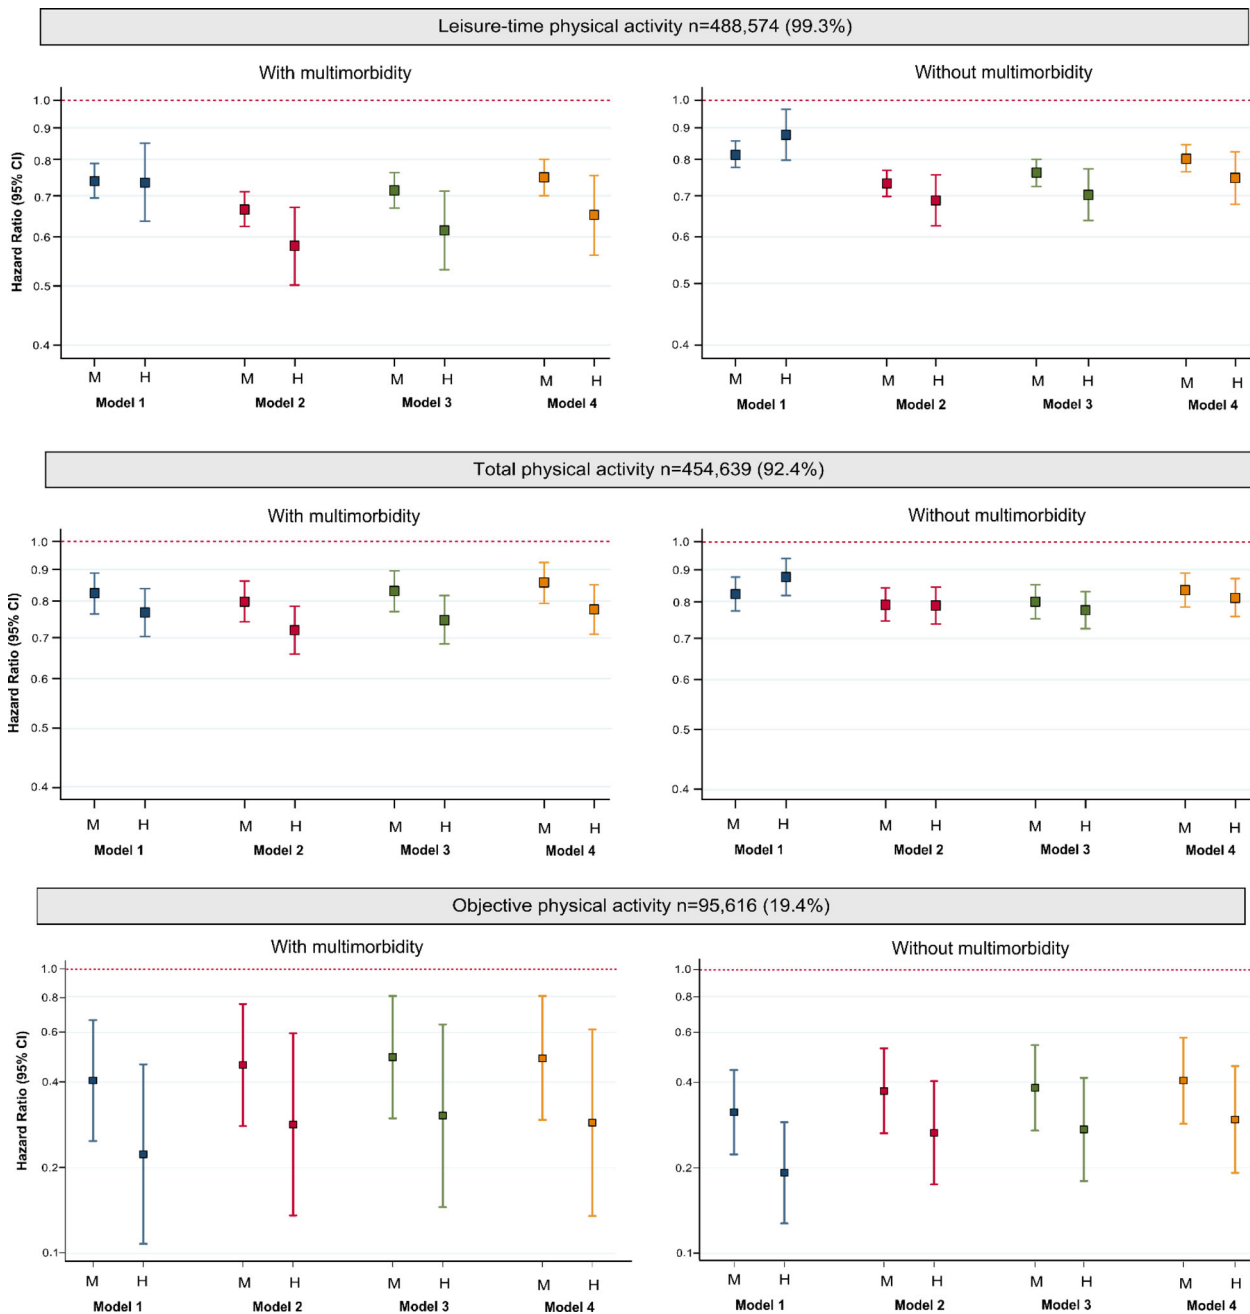 Leisure-time physical activity n=488,574 (99.3%)
With multimorbidity
Without multimorbidity
Hazard Ratio (95% CI)
1.0
0.9
0.8
0.7
0.6
0.5
0.4
M H M H M H M H
Model 1 Model 2 Model 3 Model 4
1.0
0.9
0.8
0.7
0.6
0.5
0.4
M H M H M H M H
Model 1 Model 2 Model 3 Model 4
Total physical activity n=454,639 (92.4%)
With multimorbidity
Without multimorbidity
Hazard Ratio (95% CI)
1.0
0.9
0.8
0.7
0.6
0.5
0.4
M H M H M H M H
Model 1 Model 2 Model 3 Model 4
1.0
0.9
0.8
0.7
0.6
0.5
0.4
M H M H M H M H
Model 1 Model 2 Model 3 Model 4
Objective physical activity n=95,616 (19.4%)
With multimorbidity
Without multimorbidity
Hazard Ratio (95% CI)
1.0
0.8
0.6
0.4
0.2
0.1
M H M H M H M H
Model 1 Model 2 Model 3 Model 4
1.0
0.8
0.6
0.4
0.2
0.1
M H M H M H M H
Model 1 Model 2 Model 3 Model 4